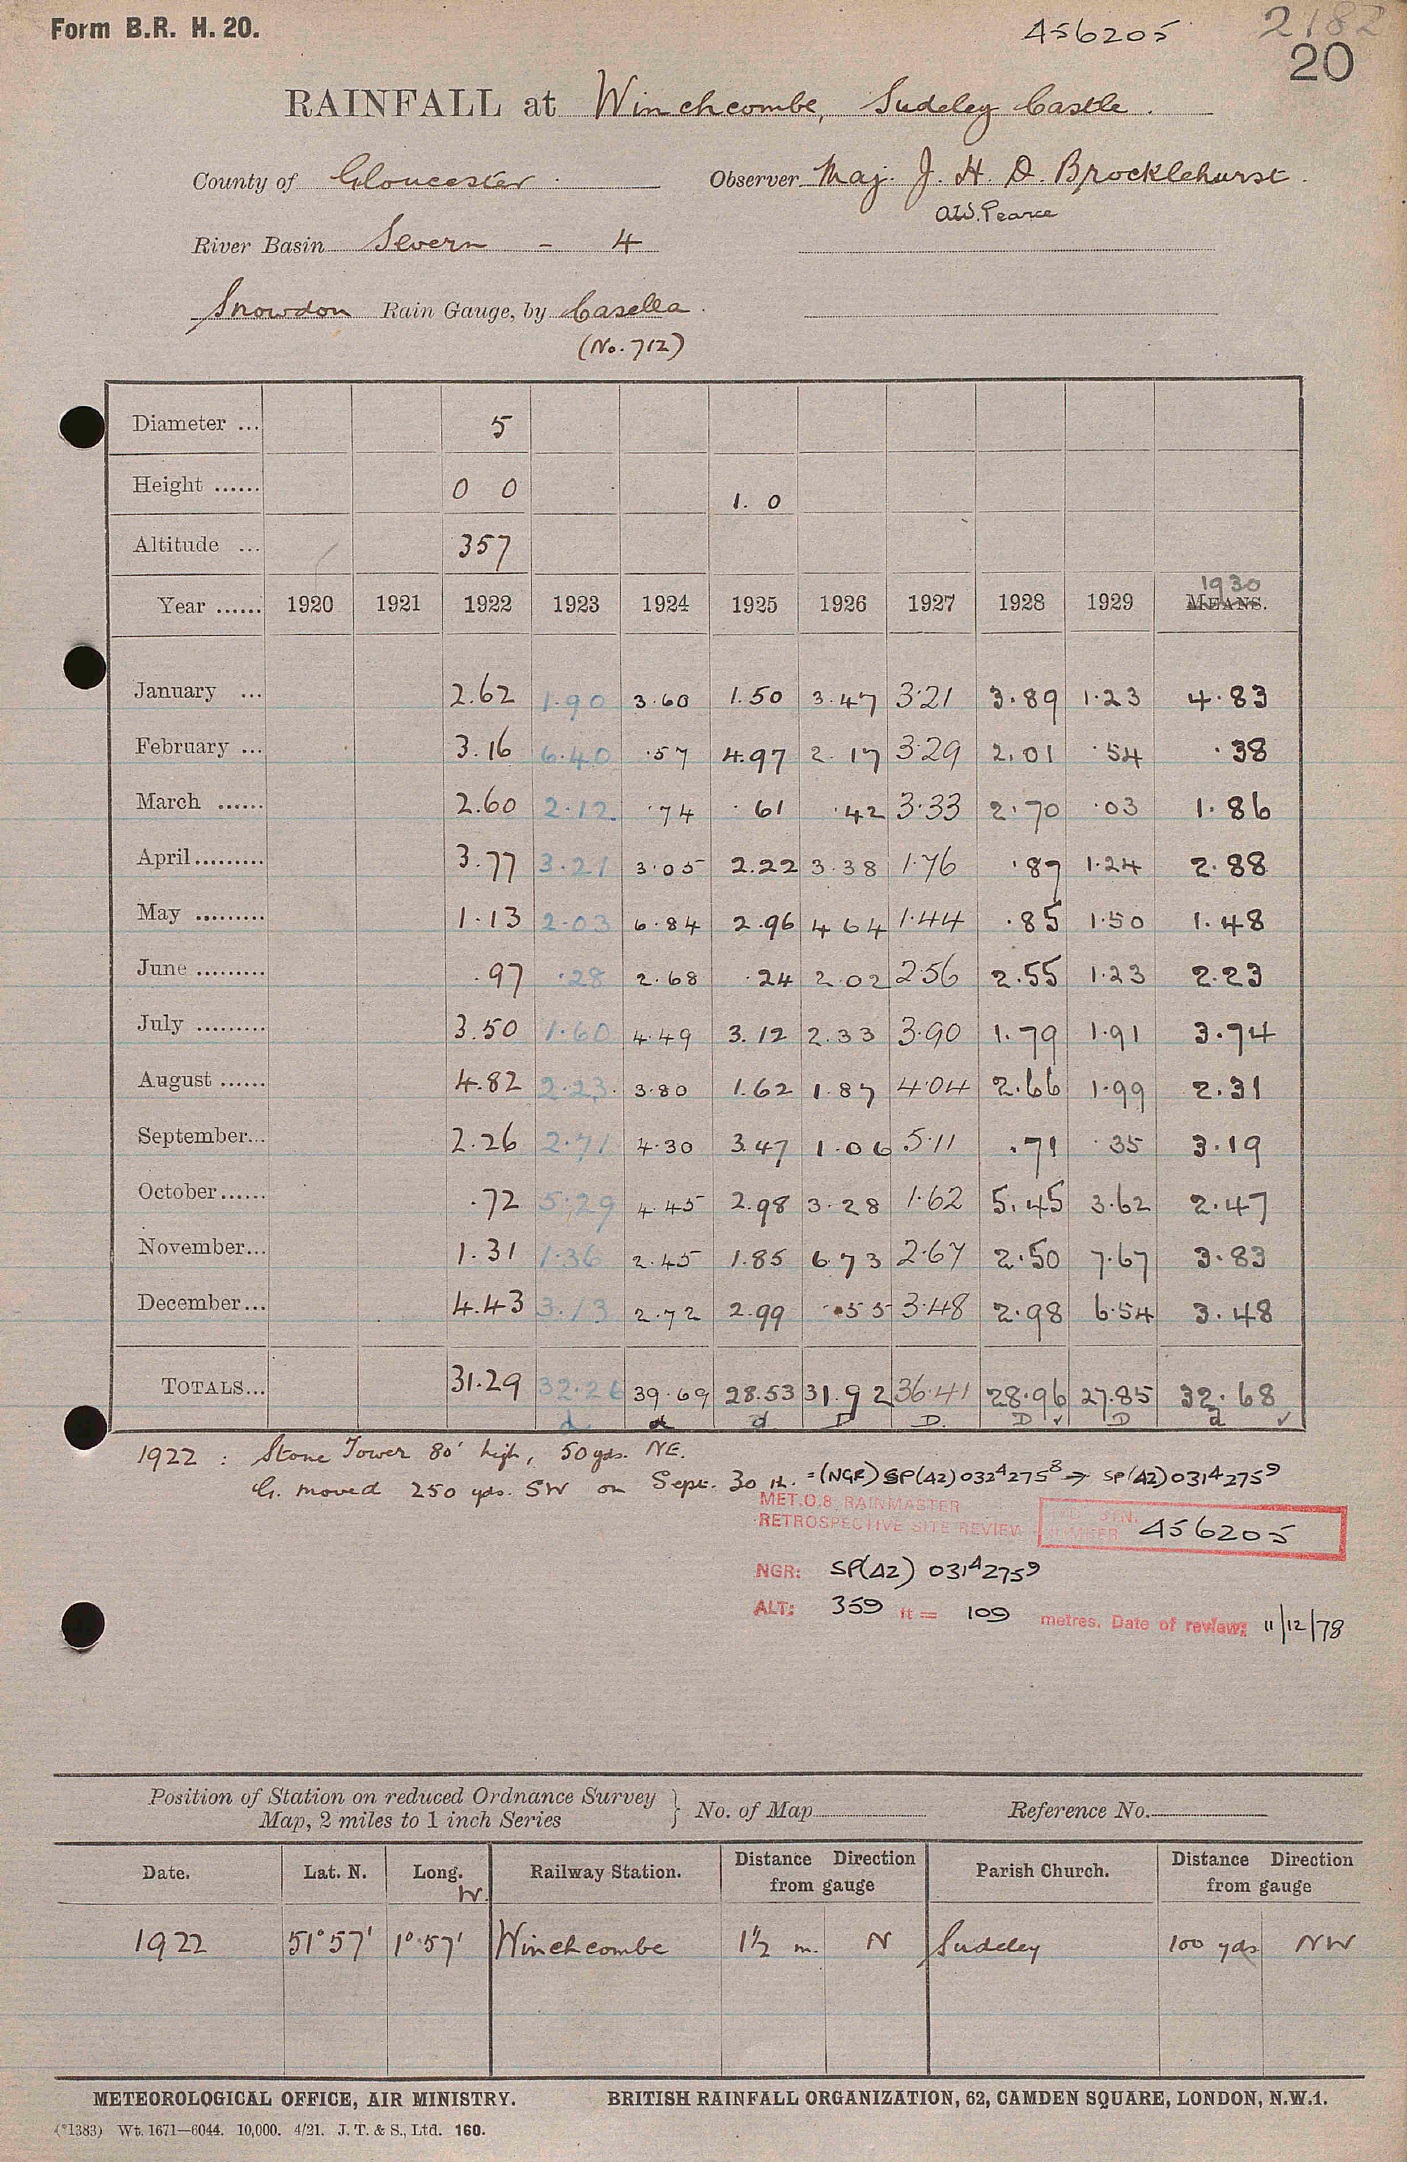 Form B.R. H. 20.
456205
2182
20
RAINFALL at Winchcombe, Sudeley Castle.
County of Gloucester. Observer Maj. J. H. D. Brocklehurst.
A.W. Pearce
River Basin Severn - 4
Snowdon Rain Gauge, by Casella.
(No. 712)
Diameter ... 5
Height ...... 0 0 1. 0
Altitude ... 357
1930
Year ...... 1920 1921 1922 1923 1924 1925 1926 1927 1928 1929 MEANS.
January ... 2.62 1.90 3.60 1.50 3.47 3.21 3.89 1.23 4.83
February ... 3.16 6.40 .57 4.97 2.17 3.29 2.01 .54 .38
March ...... 2.60 2.12 .74 .61 .42 3.33 2.70 .03 1.86
April......... 3.77 3.21 3.05 2.22 3.38 1.76 .87 1.24 2.88
May ......... 1.13 2.03 6.84 2.96 4 64 1.44 .85 1.50 1.48
June ......... .97 .28 2.68 .24 2.02 2.56 2.55 1.23 2.23
July ......... 3.50 1.60 4.49 3.12 2.33 3.90 1.79 1.91 3.74
August ...... 4.82 2.23 3.80 1.62 1.87 4.04 2.66 1.99 2.31
September... 2.26 2.71 4.30 3.47 1.06 5.11 .71 .35 3.19
October...... .72 5.29 4.45 2.98 3.28 1.62 5.45 3.62 2.47
November... 1.31 1.36 2.45 1.85 6 73 2.67 2.50 7.67 3.83
December... 4.43 3.13 2.72 2.99 .55 3.48 2.98 6.54 3.48
TOTALS... 31.29 32.26 39.69 28.53 31.92 36.41 28.96 27.85 32.68
d d d D D. D ✓ D d ✓
1922 : Stone Tower 80' high, 50 yds. NE.
G. moved 250 yds. SW on Sept. 30 th. = (NGR) SP(42) 032⁴ 275⁸ → SP(42) 031⁴ 275⁹
MET.O.8 RAINMASTER
RETROSPECTIVE SITE REVIEW STN. NUMBER 456205
NGR: SP(42) 031⁴ 275⁹
ALT: 359 ft = 109 metres. Date of review: 11/12/78
Position of Station on reduced Ordnance Survey
Map, 2 miles to 1 inch Series } No. of Map Reference No.
Date. Lat. N. Long. W. Railway Station. Distance Direction from gauge Parish Church. Distance Direction from gauge
1922 51°57' 1°57' Winchcombe 1½ m. N Sudeley 100 yds NW
METEOROLOGICAL OFFICE, AIR MINISTRY. BRITISH RAINFALL ORGANIZATION, 62, CAMDEN SQUARE, LONDON, N.W.1.
(*1383) Wt. 1671—6044. 10,000. 4/21. J. T. & S., Ltd. 160.